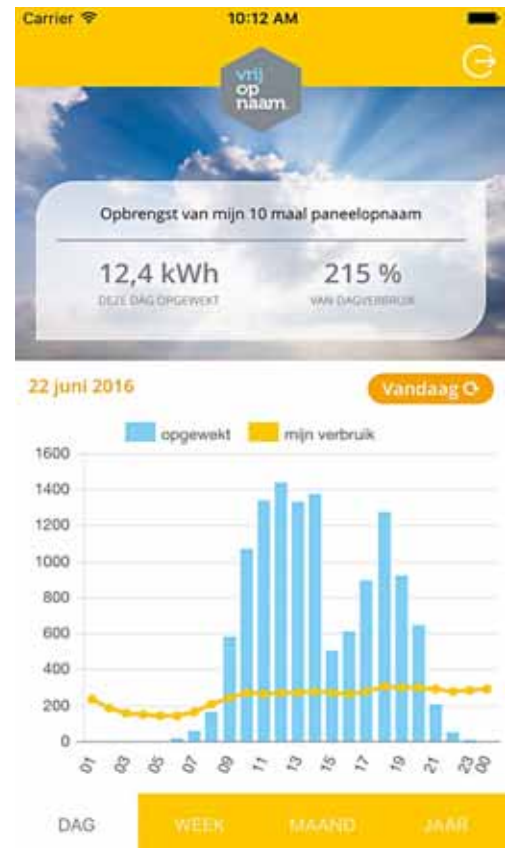 Carrier 10:12 AM
vrij
op
naam.
Opbrengst van mijn 10 maal paneelopnaam
12,4 kWh 215 %
DEZE DAG OPGEWEKT VAN DAGVERBRUIK
22 juni 2016 Vandaag
opgewekt mijn verbruik
1600
1400
1200
1000
800
600
400
200
0
01 03 05 07 09 11 13 15 17 19 21 23 00
DAG WEEK MAAND JAAR